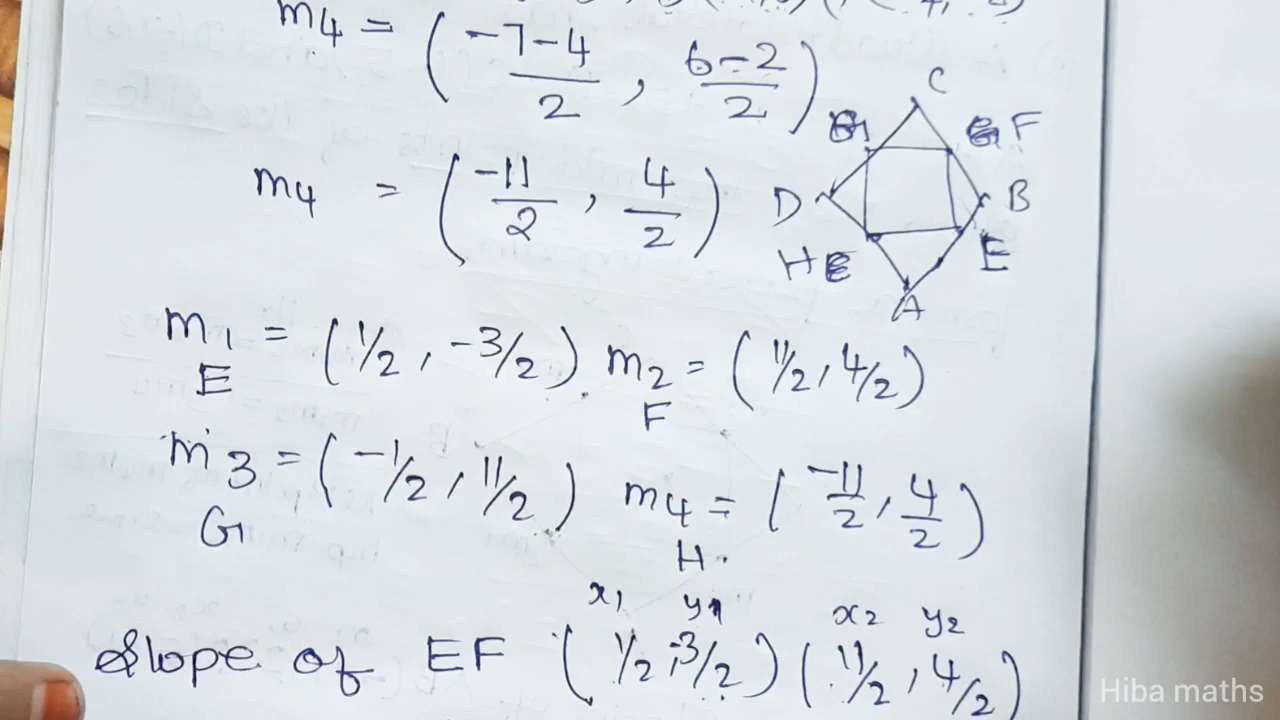 m4 = (-7-4/2, 6-2/2)
m4 = (-11/2, 4/2)
C
G F
D B
H E
A
m1 = (1/2, -3/2) m2 = (11/2, 4/2)
E F
m3 = (-1/2, 11/2) m4 = (-11/2, 4/2)
G H
x1 y1 x2 y2
Slope of EF (1/2, -3/2) (11/2, 4/2)
Hiba maths